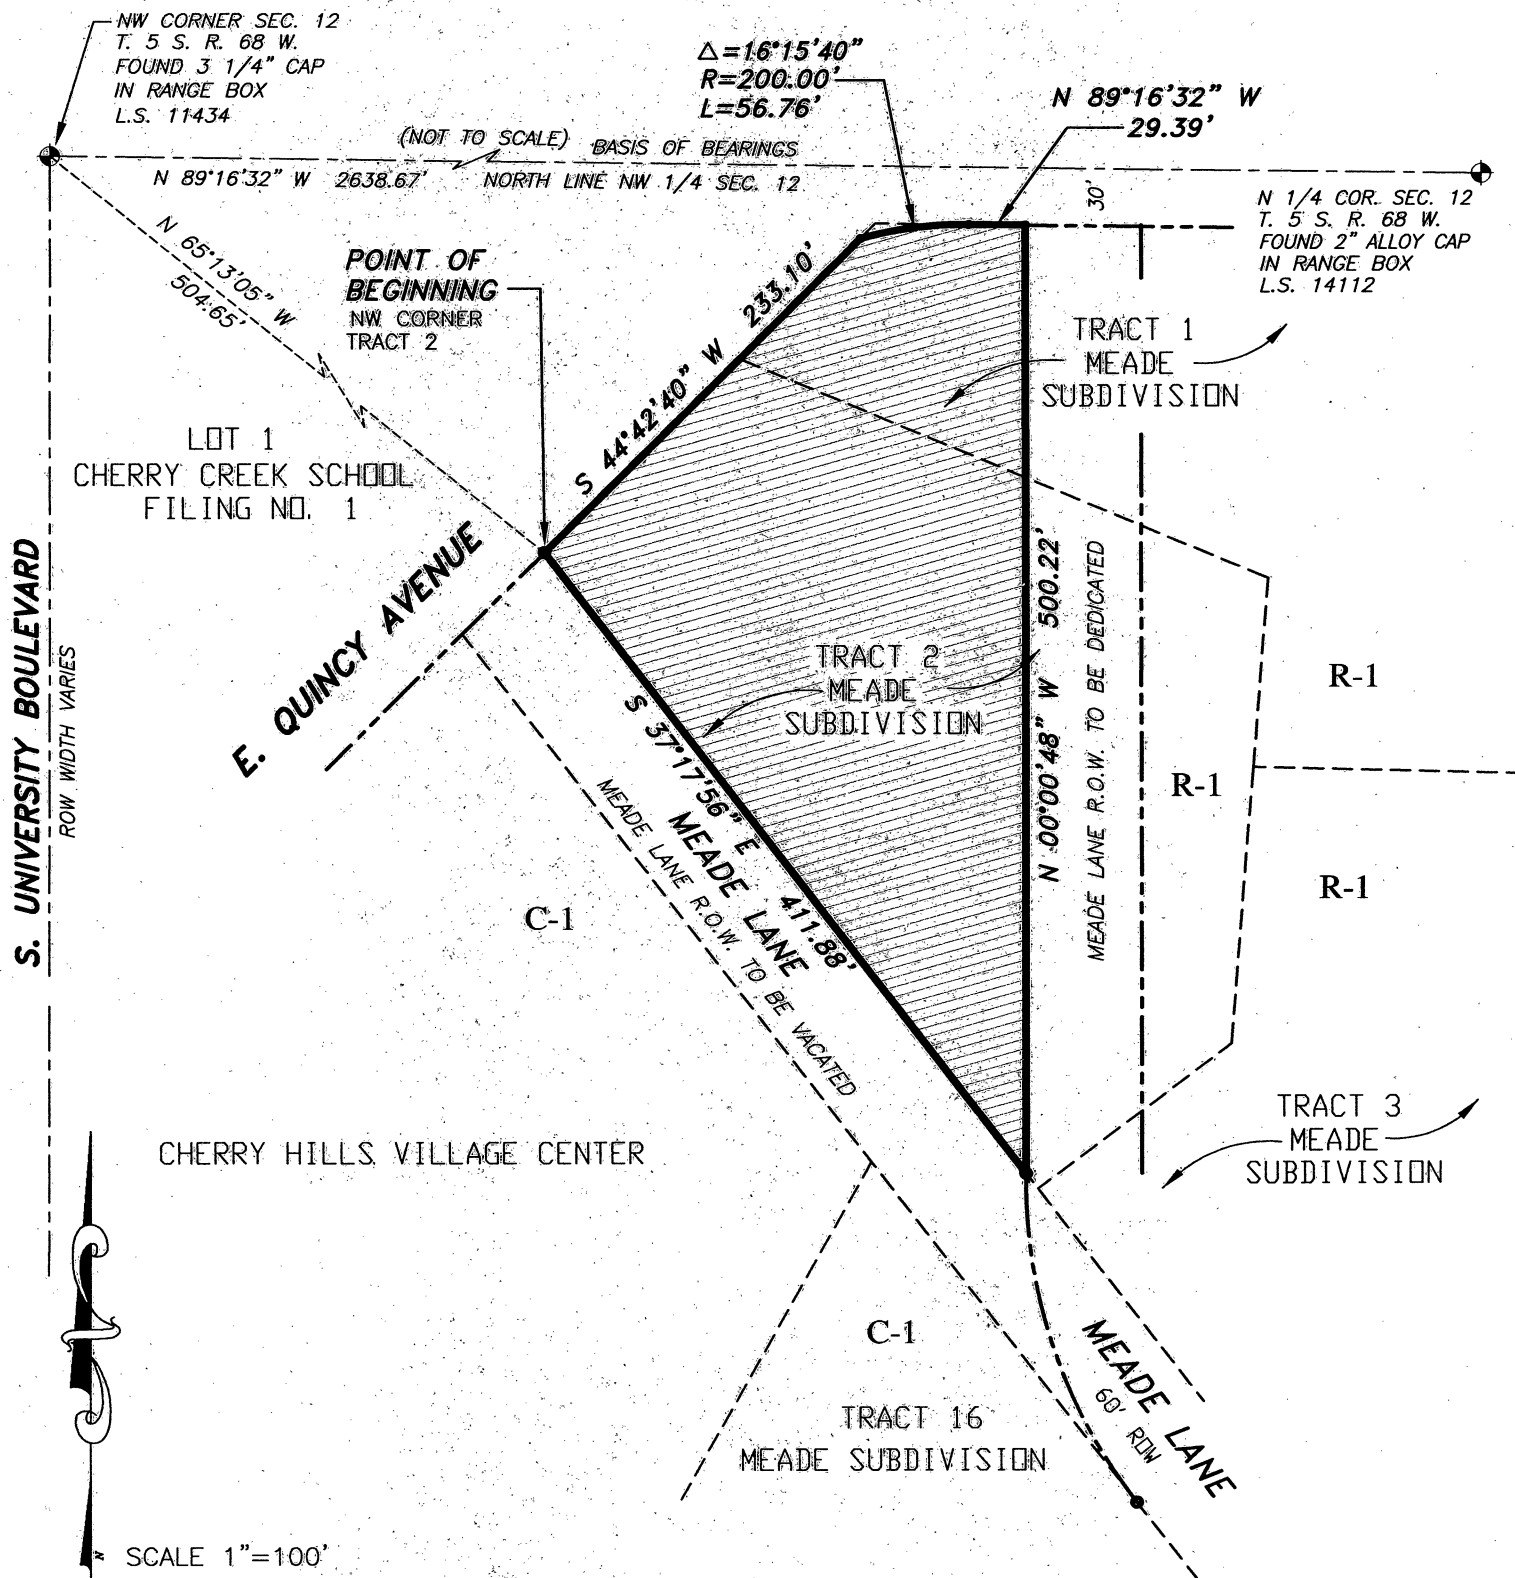 NW CORNER SEC. 12
T. 5 S. R. 68 W.
FOUND 3 1/4" CAP
IN RANGE BOX
L.S. 11434
Δ=16°15'40"
R=200.00'
L=56.76'
N 89°16'32" W
29.39'
(NOT TO SCALE)
BASIS OF BEARINGS
N 89°16'32" W 2638.67'
NORTH LINE NW 1/4 SEC. 12
30'
N 1/4 COR. SEC. 12
T. 5 S. R. 68 W.
FOUND 2" ALLOY CAP
IN RANGE BOX
L.S. 14112
N 65°13'05" W
504.65'
POINT OF
BEGINNING
NW CORNER
TRACT 2
S 44°42'40" W 233.10'
TRACT 1
MEADE
SUBDIVISION
LOT 1
CHERRY CREEK SCHOOL
FILING NO. 1
E. QUINCY AVENUE
S. UNIVERSITY BOULEVARD
ROW WIDTH VARIES
TRACT 2
MEADE
SUBDIVISION
N 00°00'48" W 500.22'
MEADE LANE R.O.W. TO BE DEDICATED
R-1
R-1
R-1
S 37°17'56" E 411.88'
MEADE LANE
MEADE LANE R.O.W. TO BE VACATED
C-1
CHERRY HILLS VILLAGE CENTER
TRACT 3
MEADE
SUBDIVISION
C-1
TRACT 16
MEADE SUBDIVISION
MEADE LANE
60' ROW
N
SCALE 1"=100'